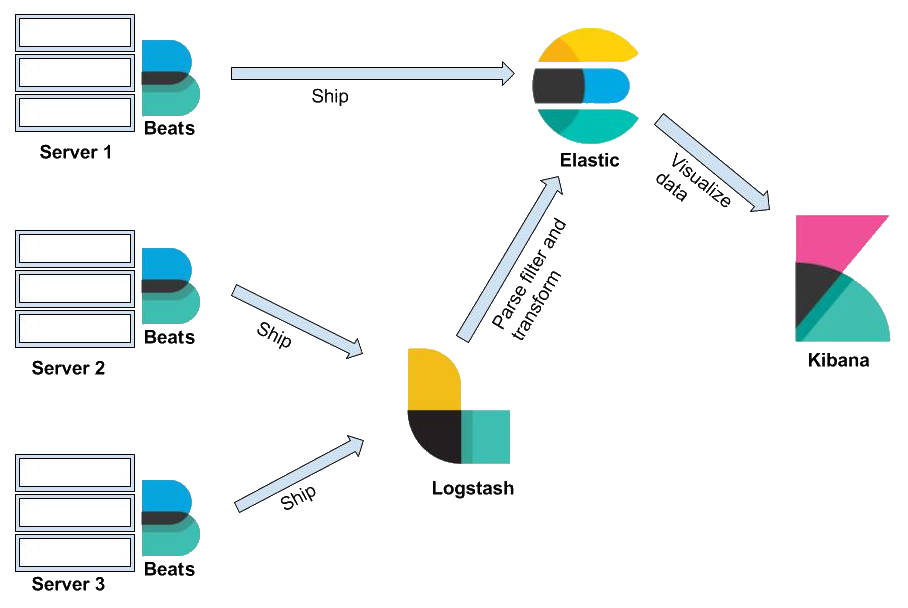 Beats
Server 1
Ship
Elastic
Visualize
data
Beats
Server 2
Ship
Parse filter and
transform
Kibana
Logstash
Ship
Beats
Server 3